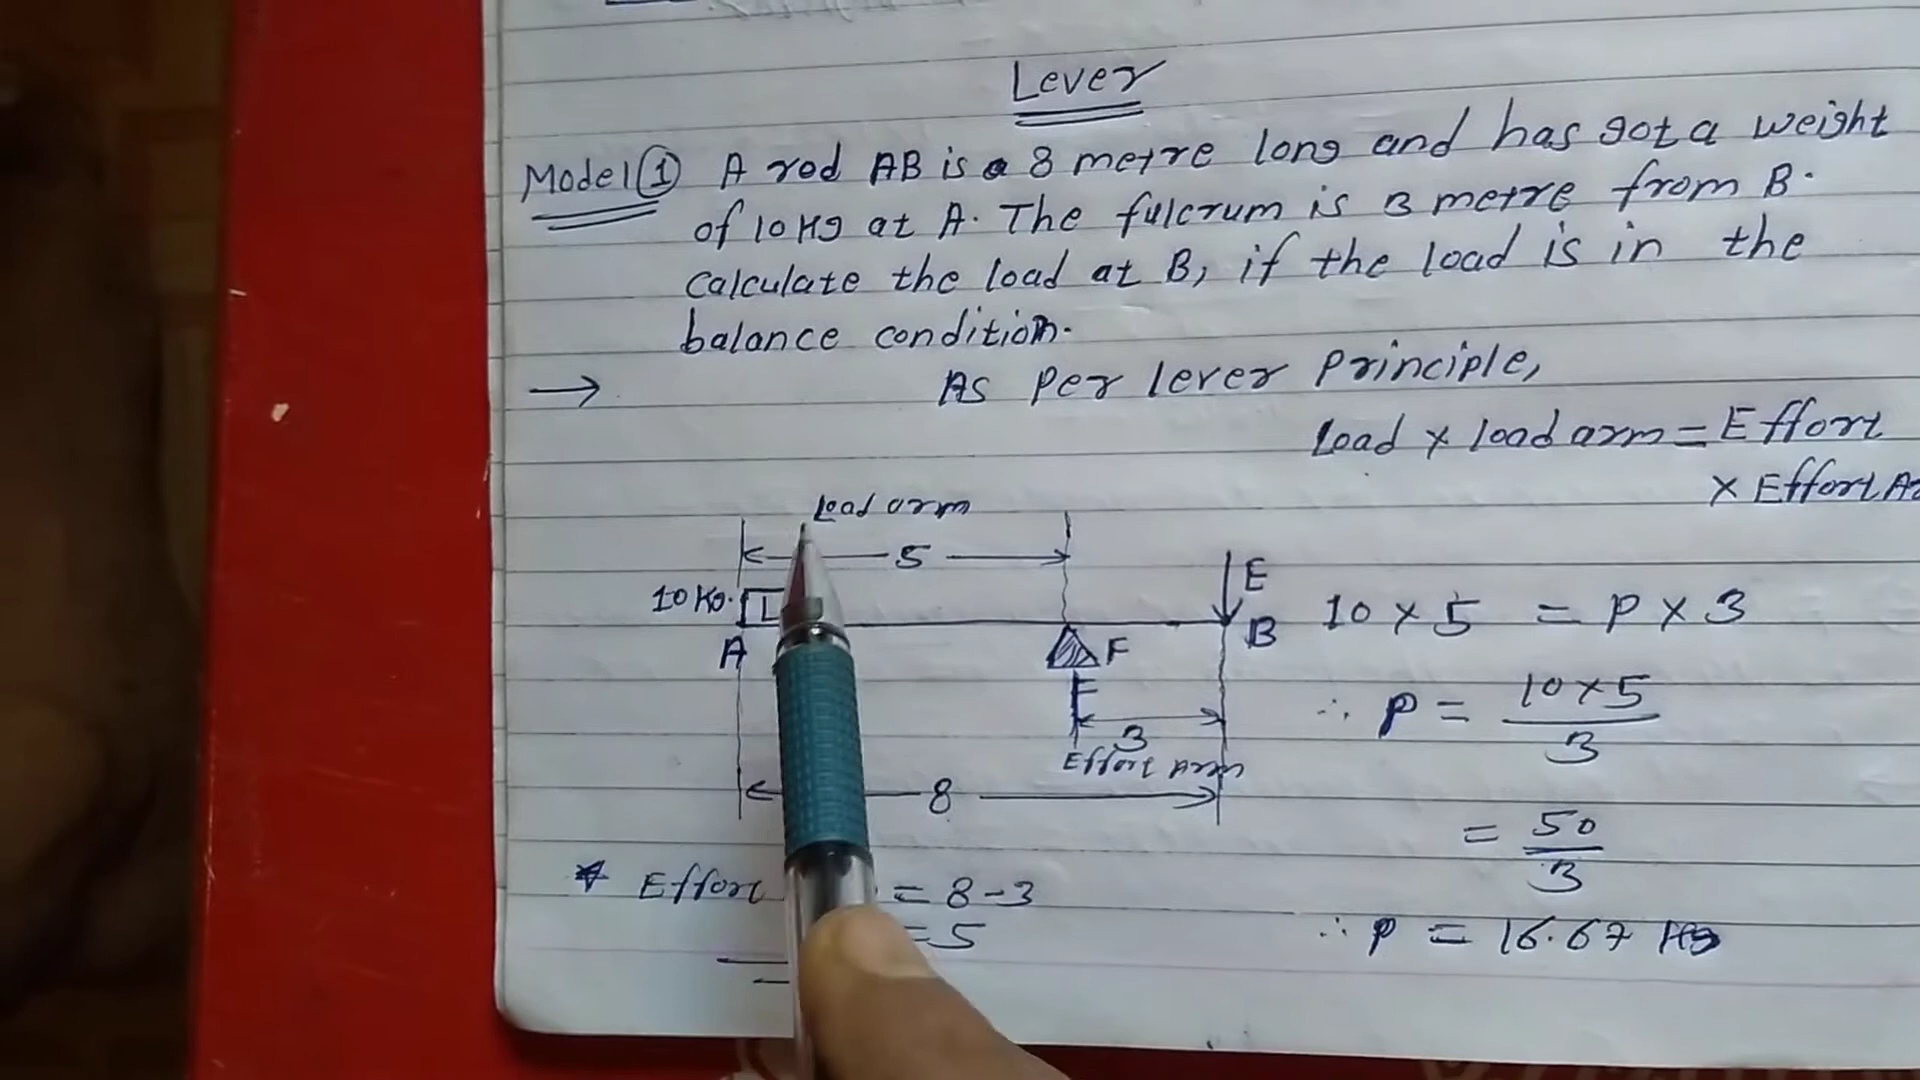 Lever
Model ① A rod AB is a 8 metre long and has got a weight
of 10 Kg at A. The fulcrum is 3 metre from B.
Calculate the load at B, if the load is in the
balance condition.
→ As per lever principle,
Load × load arm = Effort
× Effort
Load arm
5
10 Kg. L
E
A
F
B
F
3
Effort Arm
8
* Effort = 8-3
=5
10 × 5 = P × 3
∴ P = 10×5
3
= 50
3
∴ P = 16.67 Kg